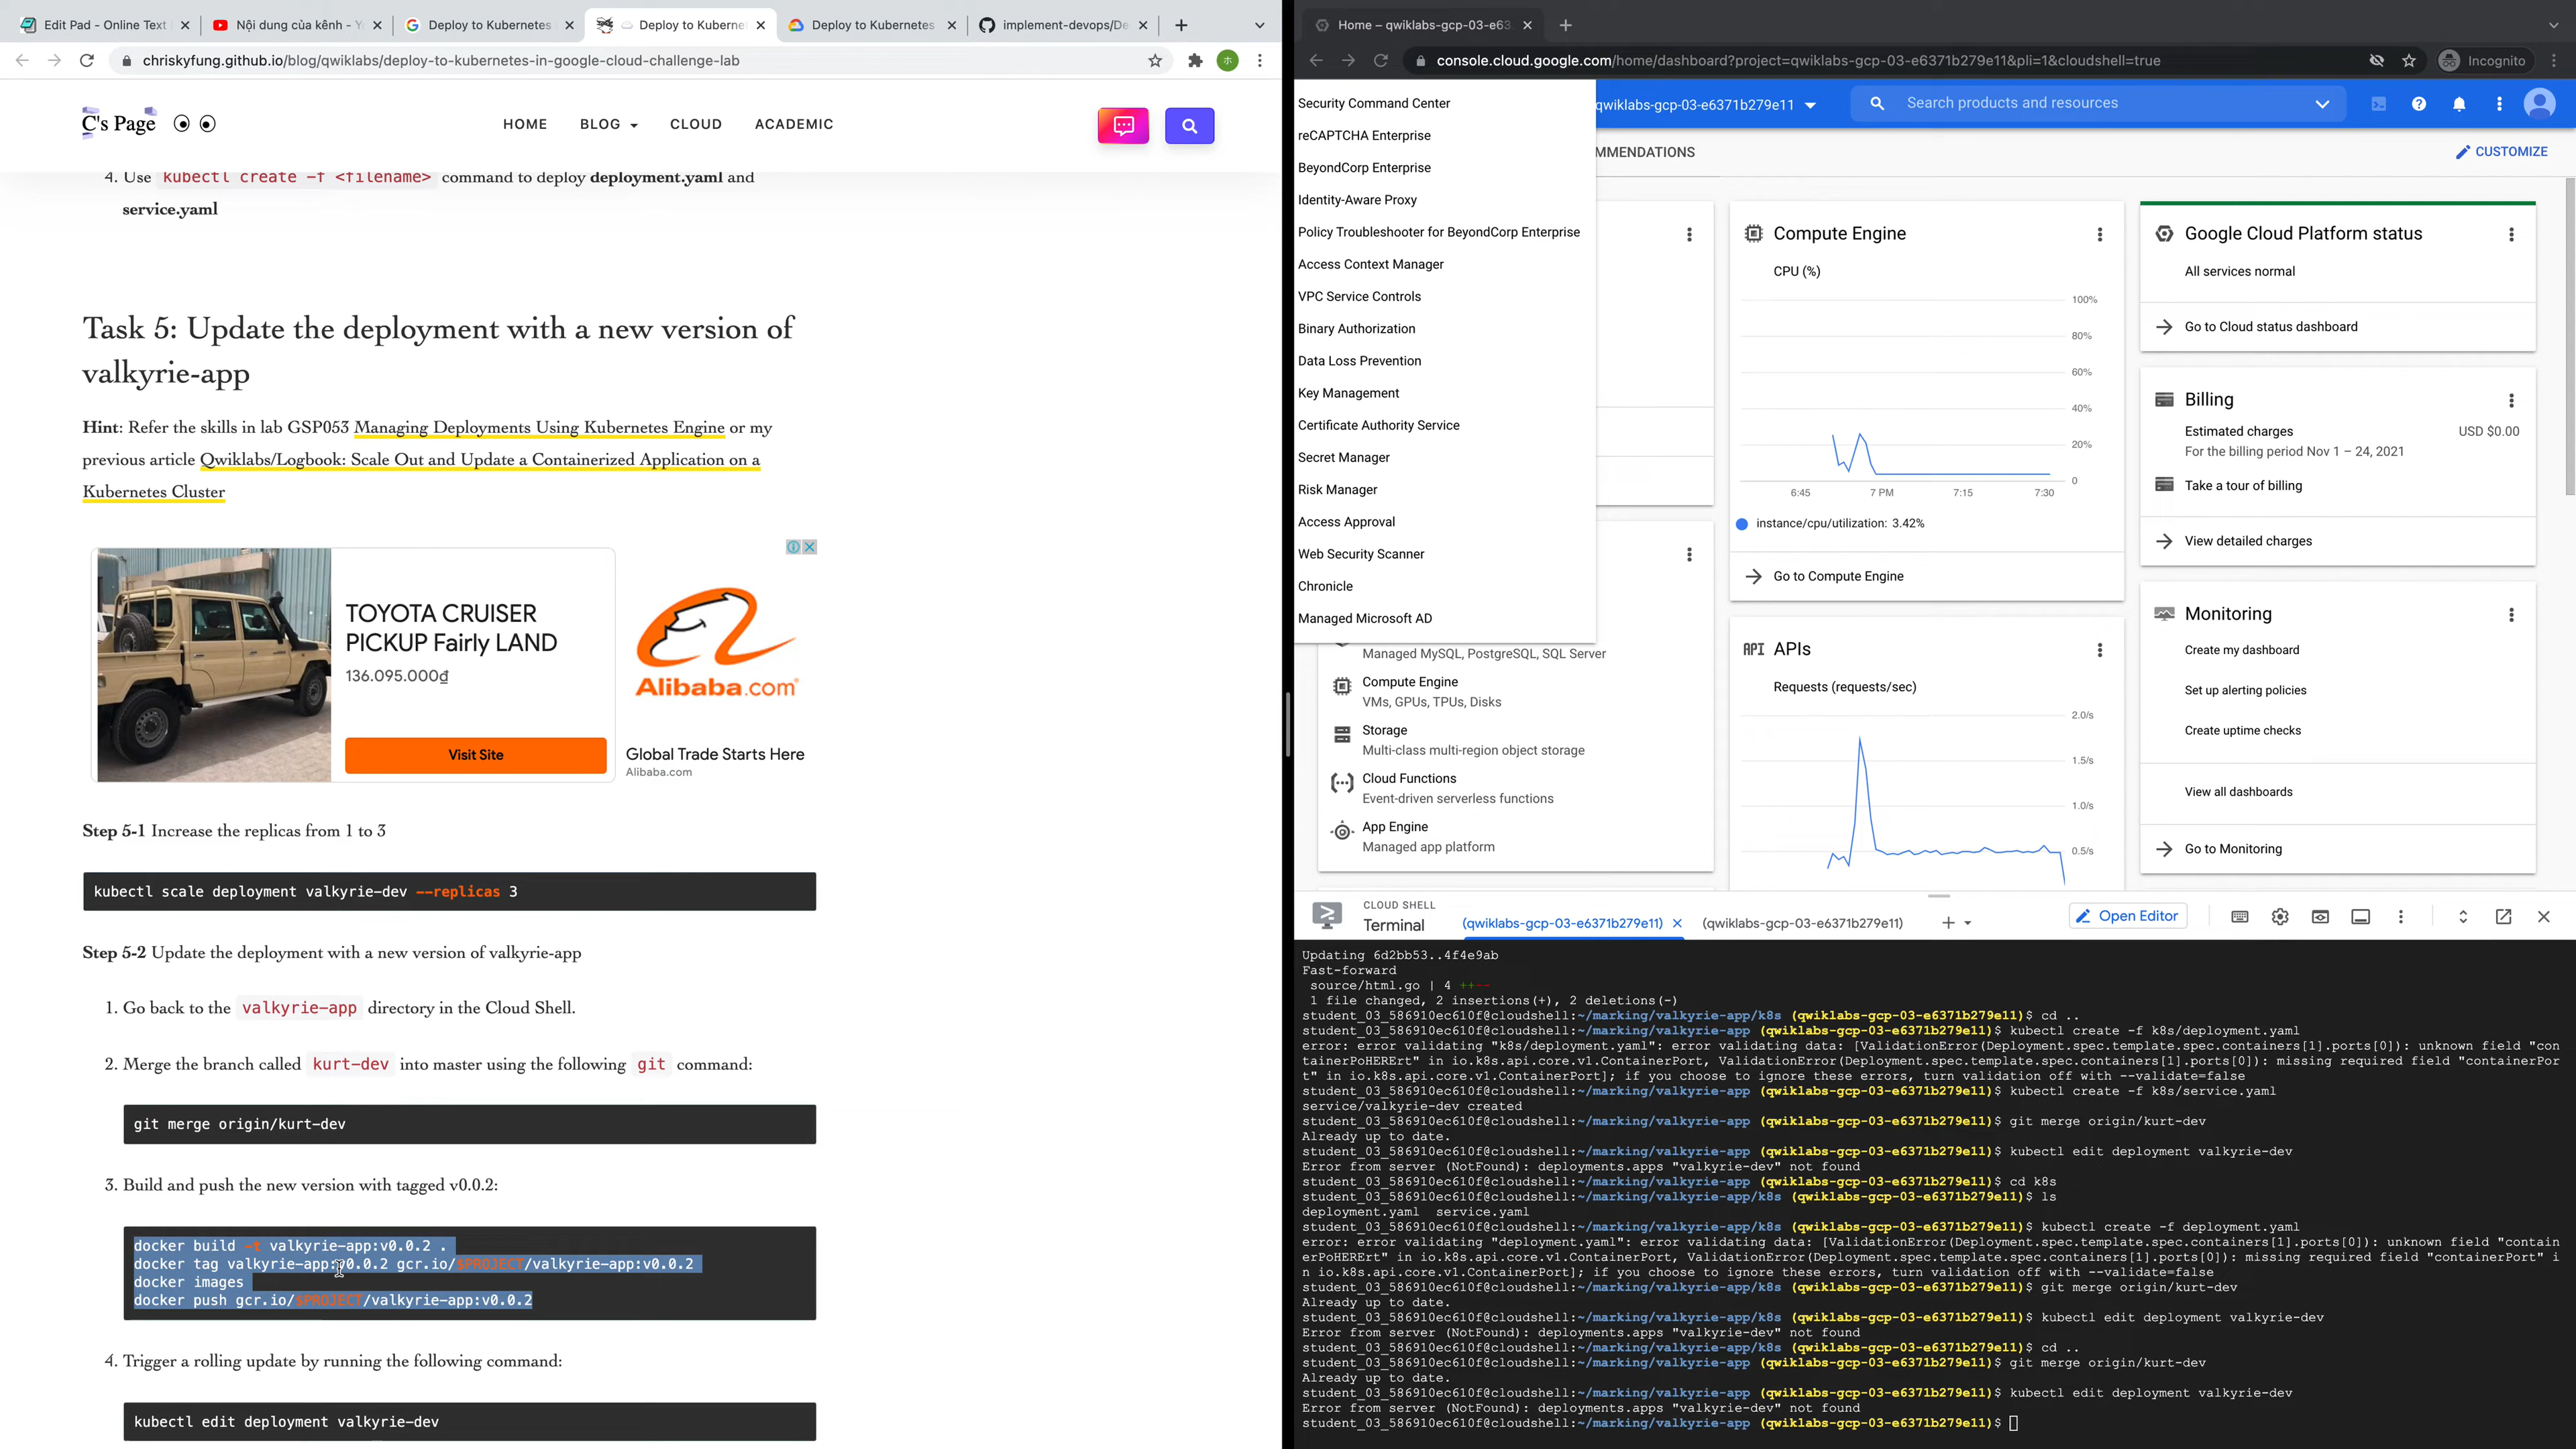 Edit Pad - Online Text
Nội dung của kênh - Y
Deploy to Kubernetes
Deploy to Kubernet
Deploy to Kubernetes
implement-devops/De
chriskyfung.github.io/blog/qwiklabs/deploy-to-kubernetes-in-google-cloud-challenge-lab
C's Page
HOME
BLOG
CLOUD
ACADEMIC
4. Use kubectl create -f <filename> command to deploy deployment.yaml and
service.yaml
Task 5: Update the deployment with a new version of
valkyrie-app
Hint: Refer the skills in lab GSP053 Managing Deployments Using Kubernetes Engine or my
previous article Qwiklabs/Logbook: Scale Out and Update a Containerized Application on a
Kubernetes Cluster
TOYOTA CRUISER
PICKUP Fairly LAND
136.095.000₫
Visit Site
Alibaba.com
Global Trade Starts Here
Alibaba.com
Step 5-1 Increase the replicas from 1 to 3
kubectl scale deployment valkyrie-dev --replicas 3
Step 5-2 Update the deployment with a new version of valkyrie-app
1. Go back to the valkyrie-app directory in the Cloud Shell.
2. Merge the branch called kurt-dev into master using the following git command:
git merge origin/kurt-dev
3. Build and push the new version with tagged v0.0.2:
docker build -t valkyrie-app:v0.0.2 .
docker tag valkyrie-app:v0.0.2 gcr.io/$PROJECT/valkyrie-app:v0.0.2
docker images
docker push gcr.io/$PROJECT/valkyrie-app:v0.0.2
4. Trigger a rolling update by running the following command:
kubectl edit deployment valkyrie-dev
Home – qwiklabs-gcp-03-e63
console.cloud.google.com/home/dashboard?project=qwiklabs-gcp-03-e6371b279e11&pli=1&cloudshell=true
Incognito
qwiklabs-gcp-03-e6371b279e11
Search products and resources
MMENDATIONS
CUSTOMIZE
Security Command Center
reCAPTCHA Enterprise
BeyondCorp Enterprise
Identity-Aware Proxy
Policy Troubleshooter for BeyondCorp Enterprise
Access Context Manager
VPC Service Controls
Binary Authorization
Data Loss Prevention
Key Management
Certificate Authority Service
Secret Manager
Risk Manager
Access Approval
Web Security Scanner
Chronicle
Managed Microsoft AD
Managed MySQL, PostgreSQL, SQL Server
Compute Engine
VMs, GPUs, TPUs, Disks
Storage
Multi-class multi-region object storage
Cloud Functions
Event-driven serverless functions
App Engine
Managed app platform
Compute Engine
CPU (%)
100%
80%
60%
40%
20%
0
6:45
7 PM
7:15
7:30
instance/cpu/utilization: 3.42%
Go to Compute Engine
API APIs
Requests (requests/sec)
2.0/s
1.5/s
1.0/s
0.5/s
Google Cloud Platform status
All services normal
Go to Cloud status dashboard
Billing
Estimated charges
USD $0.00
For the billing period Nov 1 – 24, 2021
Take a tour of billing
View detailed charges
Monitoring
Create my dashboard
Set up alerting policies
Create uptime checks
View all dashboards
Go to Monitoring
CLOUD SHELL
Terminal
(qwiklabs-gcp-03-e6371b279e11)
(qwiklabs-gcp-03-e6371b279e11)
Open Editor
Updating 6d2bb53..4f4e9ab
Fast-forward
source/html.go | 4 ++--
1 file changed, 2 insertions(+), 2 deletions(-)
student_03_586910ec610f@cloudshell:~/marking/valkyrie-app/k8s (qwiklabs-gcp-03-e6371b279e11)$ cd ..
student_03_586910ec610f@cloudshell:~/marking/valkyrie-app (qwiklabs-gcp-03-e6371b279e11)$ kubectl create -f k8s/deployment.yaml
error: error validating "k8s/deployment.yaml": error validating data: [ValidationError(Deployment.spec.template.spec.containers[1].ports[0]): unknown field "con
tainerPoHERErt" in io.k8s.api.core.v1.ContainerPort, ValidationError(Deployment.spec.template.spec.containers[1].ports[0]): missing required field "containerPor
t" in io.k8s.api.core.v1.ContainerPort]; if you choose to ignore these errors, turn validation off with --validate=false
student_03_586910ec610f@cloudshell:~/marking/valkyrie-app (qwiklabs-gcp-03-e6371b279e11)$ kubectl create -f k8s/service.yaml
service/valkyrie-dev created
student_03_586910ec610f@cloudshell:~/marking/valkyrie-app (qwiklabs-gcp-03-e6371b279e11)$ git merge origin/kurt-dev
Already up to date.
student_03_586910ec610f@cloudshell:~/marking/valkyrie-app (qwiklabs-gcp-03-e6371b279e11)$ kubectl edit deployment valkyrie-dev
Error from server (NotFound): deployments.apps "valkyrie-dev" not found
student_03_586910ec610f@cloudshell:~/marking/valkyrie-app (qwiklabs-gcp-03-e6371b279e11)$ cd k8s
student_03_586910ec610f@cloudshell:~/marking/valkyrie-app/k8s (qwiklabs-gcp-03-e6371b279e11)$ ls
deployment.yaml  service.yaml
student_03_586910ec610f@cloudshell:~/marking/valkyrie-app/k8s (qwiklabs-gcp-03-e6371b279e11)$ kubectl create -f deployment.yaml
error: error validating "deployment.yaml": error validating data: [ValidationError(Deployment.spec.template.spec.containers[1].ports[0]): unknown field "contain
erPoHERErt" in io.k8s.api.core.v1.ContainerPort, ValidationError(Deployment.spec.template.spec.containers[1].ports[0]): missing required field "containerPort" i
n io.k8s.api.core.v1.ContainerPort]; if you choose to ignore these errors, turn validation off with --validate=false
student_03_586910ec610f@cloudshell:~/marking/valkyrie-app/k8s (qwiklabs-gcp-03-e6371b279e11)$ git merge origin/kurt-dev
Already up to date.
student_03_586910ec610f@cloudshell:~/marking/valkyrie-app/k8s (qwiklabs-gcp-03-e6371b279e11)$ kubectl edit deployment valkyrie-dev
Error from server (NotFound): deployments.apps "valkyrie-dev" not found
student_03_586910ec610f@cloudshell:~/marking/valkyrie-app/k8s (qwiklabs-gcp-03-e6371b279e11)$ cd ..
student_03_586910ec610f@cloudshell:~/marking/valkyrie-app (qwiklabs-gcp-03-e6371b279e11)$ git merge origin/kurt-dev
Already up to date.
student_03_586910ec610f@cloudshell:~/marking/valkyrie-app (qwiklabs-gcp-03-e6371b279e11)$ kubectl edit deployment valkyrie-dev
Error from server (NotFound): deployments.apps "valkyrie-dev" not found
student_03_586910ec610f@cloudshell:~/marking/valkyrie-app (qwiklabs-gcp-03-e6371b279e11)$